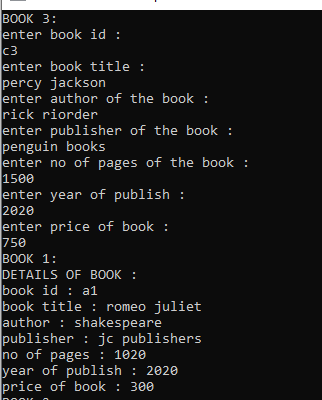 BOOK 3:
enter book id :
c3
enter book title :
percy jackson
enter author of the book :
rick riorder
enter publisher of the book :
penguin books
enter no of pages of the book :
1500
enter year of publish :
2020
enter price of book :
750
BOOK 1:
DETAILS OF BOOK :
book id : a1
book title : romeo juliet
author : shakespeare
publisher : jc publishers
no of pages : 1020
year of publish : 2020
price of book : 300